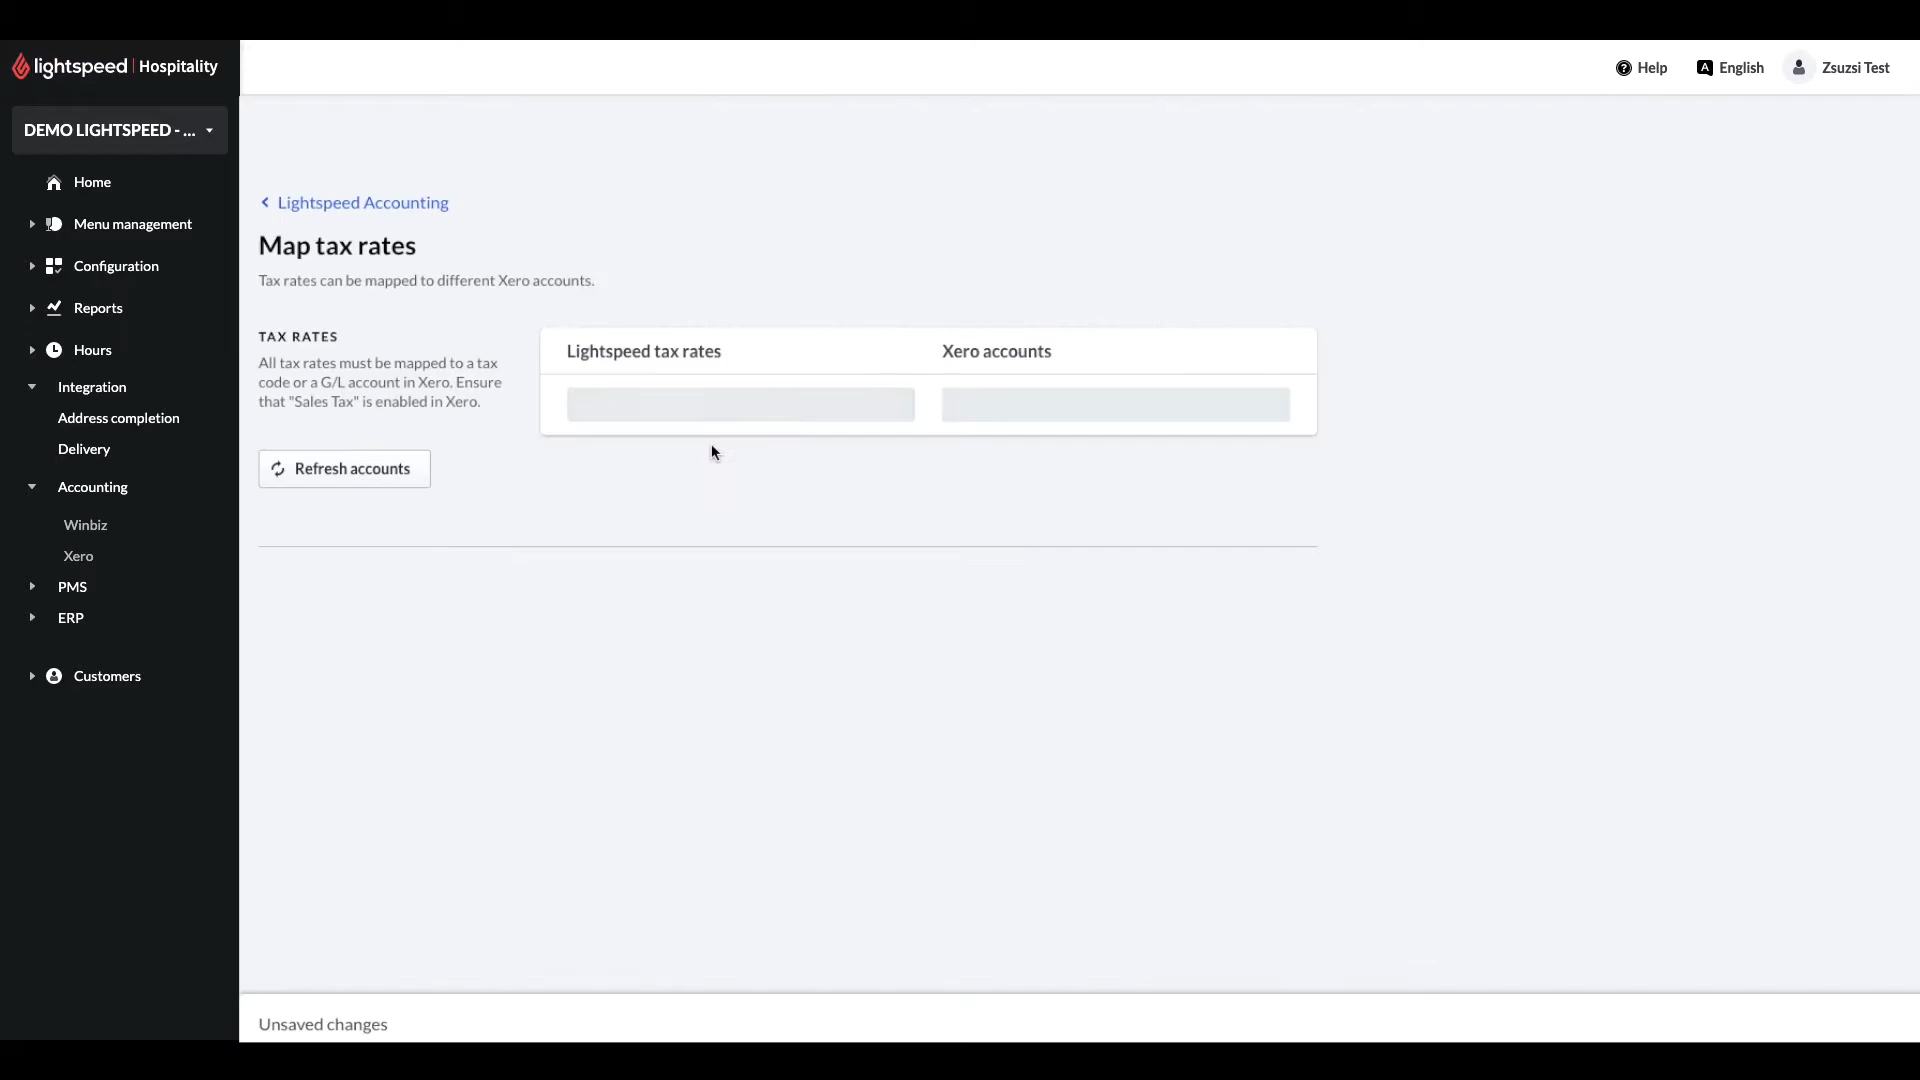 lightspeed | Hospitality
Help
English
Zsuzsi Test
DEMO LIGHTSPEED - ...
Home
Menu management
Configuration
Reports
Hours
Integration
Address completion
Delivery
Accounting
Winbiz
Xero
PMS
ERP
Customers
Lightspeed Accounting
Map tax rates
Tax rates can be mapped to different Xero accounts.
TAX RATES
All tax rates must be mapped to a tax
code or a G/L account in Xero. Ensure
that "Sales Tax" is enabled in Xero.
Refresh accounts
Lightspeed tax rates
Xero accounts
Unsaved changes